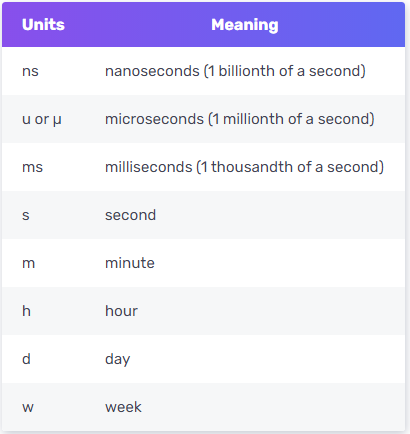 Units Meaning
ns nanoseconds (1 billionth of a second)
u or µ microseconds (1 millionth of a second)
ms milliseconds (1 thousandth of a second)
s second
m minute
h hour
d day
w week